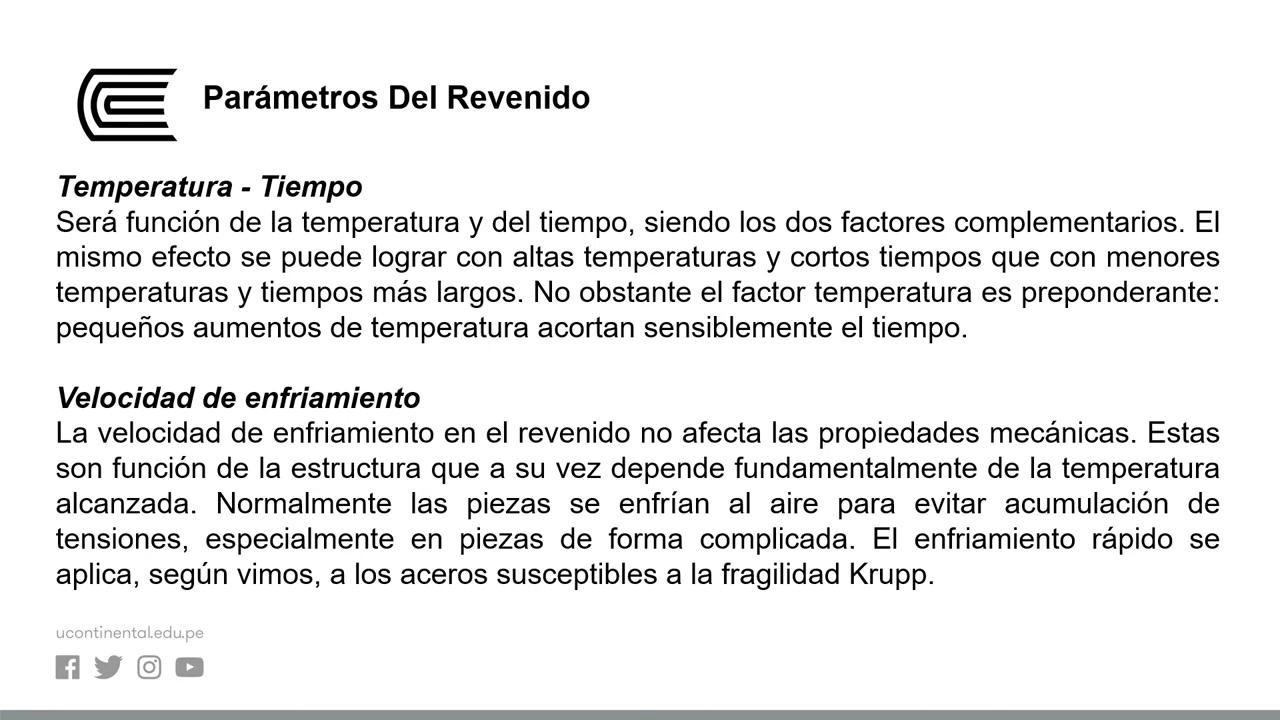 Parámetros Del Revenido
Temperatura - Tiempo
Será función de la temperatura y del tiempo, siendo los dos factores complementarios. El
mismo efecto se puede lograr con altas temperaturas y cortos tiempos que con menores
temperaturas y tiempos más largos. No obstante el factor temperatura es preponderante:
pequeños aumentos de temperatura acortan sensiblemente el tiempo.
Velocidad de enfriamiento
La velocidad de enfriamiento en el revenido no afecta las propiedades mecánicas. Estas
son función de la estructura que a su vez depende fundamentalmente de la temperatura
alcanzada. Normalmente las piezas se enfrían al aire para evitar acumulación de
tensiones, especialmente en piezas de forma complicada. El enfriamiento rápido se
aplica, según vimos, a los aceros susceptibles a la fragilidad Krupp.
ucontinental.edu.pe